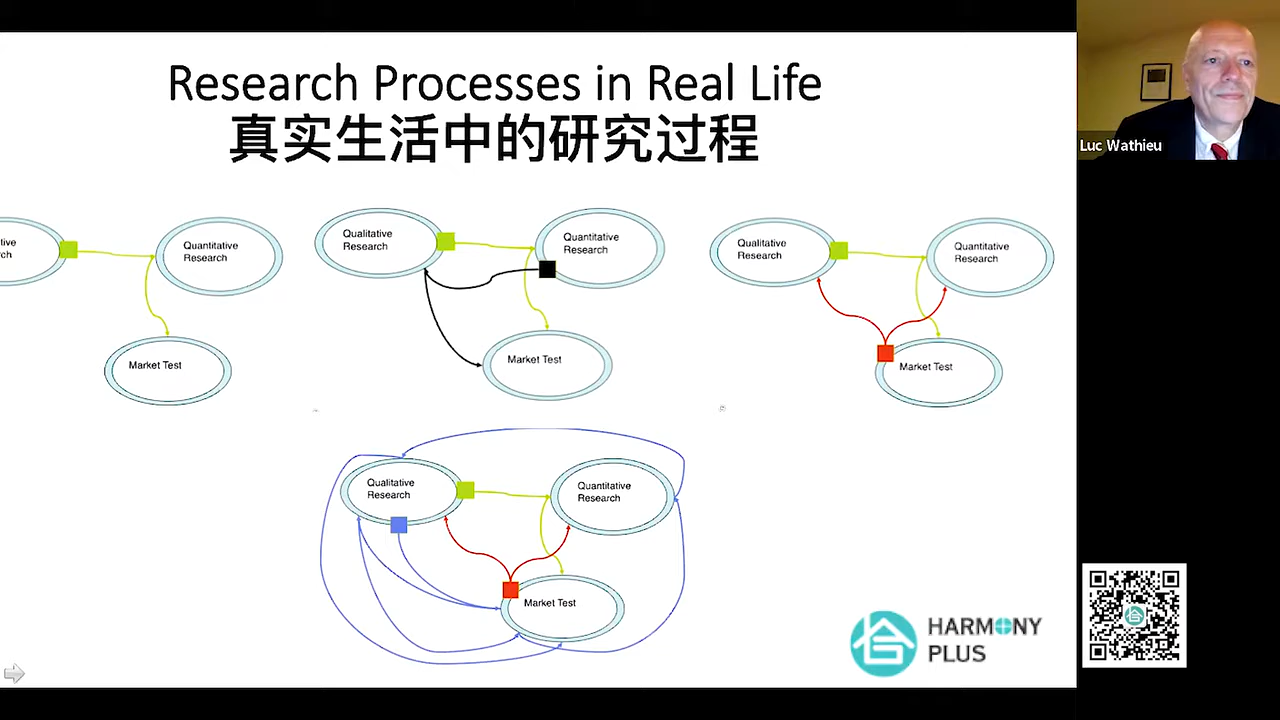 Research Processes in Real Life
真实生活中的研究过程
Luc Wathieu
tive
rch
Quantitative
Research
Market Test
Qualitative
Research
Quantitative
Research
Market Test
Qualitative
Research
Quantitative
Research
Market Test
Qualitative
Research
Quantitative
Research
Market Test
HARMONY
PLUS